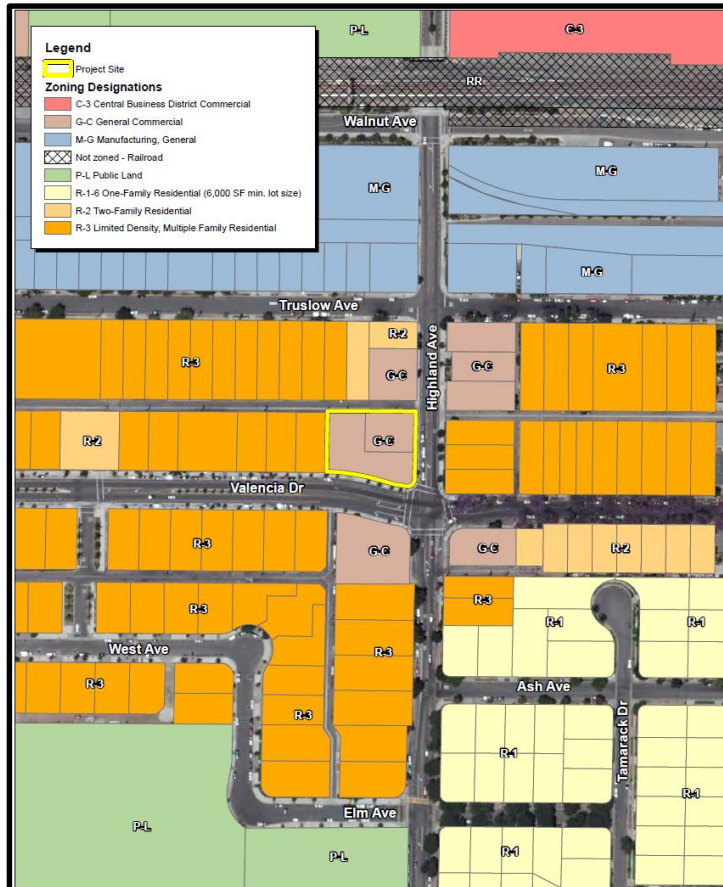 P-L
C-3
Legend
Project Site
Zoning Designations
C-3 Central Business District Commercial
G-C General Commercial
M-G Manufacturing, General
Not zoned - Railroad
P-L Public Land
R-1-6 One-Family Residential (6,000 SF min. lot size)
R-2 Two-Family Residential
R-3 Limited Density, Multiple Family Residential
RR
Walnut Ave
M-G
M-G
M-G
Truslow Ave
Highland Ave
R-2
R-3
G-C
G-C
R-3
R-2
G-C
Valencia Dr
R-3
G-C
G-C
R-2
R-3
R-3
R-1
R-1
West Ave
R-3
R-3
Ash Ave
Tamarack Dr
R-3
R-1
R-1
Elm Ave
P-L
P-L
R-1